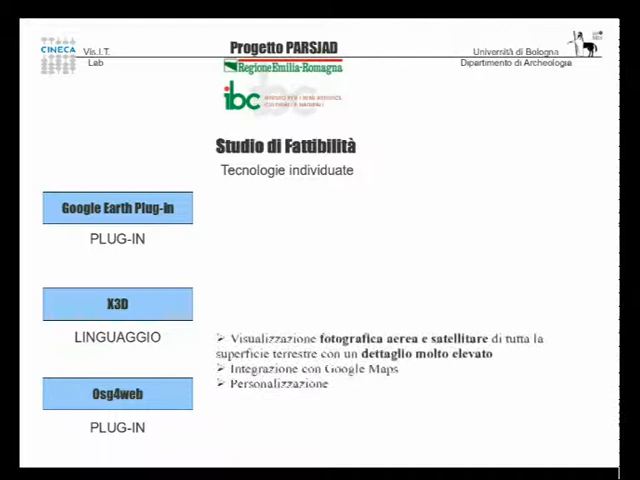 CINECA
Vis.I.T.
Lab
Progetto PARSJAD
RegioneEmilia-Romagna
ibc
Università di Bologna
Dipartimento di Archeologia
Studio di Fattibilità
Tecnologie individuate
Google Earth Plug-in
PLUG-IN
X3D
LINGUAGGIO
Osg4web
PLUG-IN
➢ Visualizzazione fotografica aerea e satellitare di tutta la
superficie terrestre con un dettaglio molto elevato
➢ Integrazione con Google Maps
➢ Personalizzazione